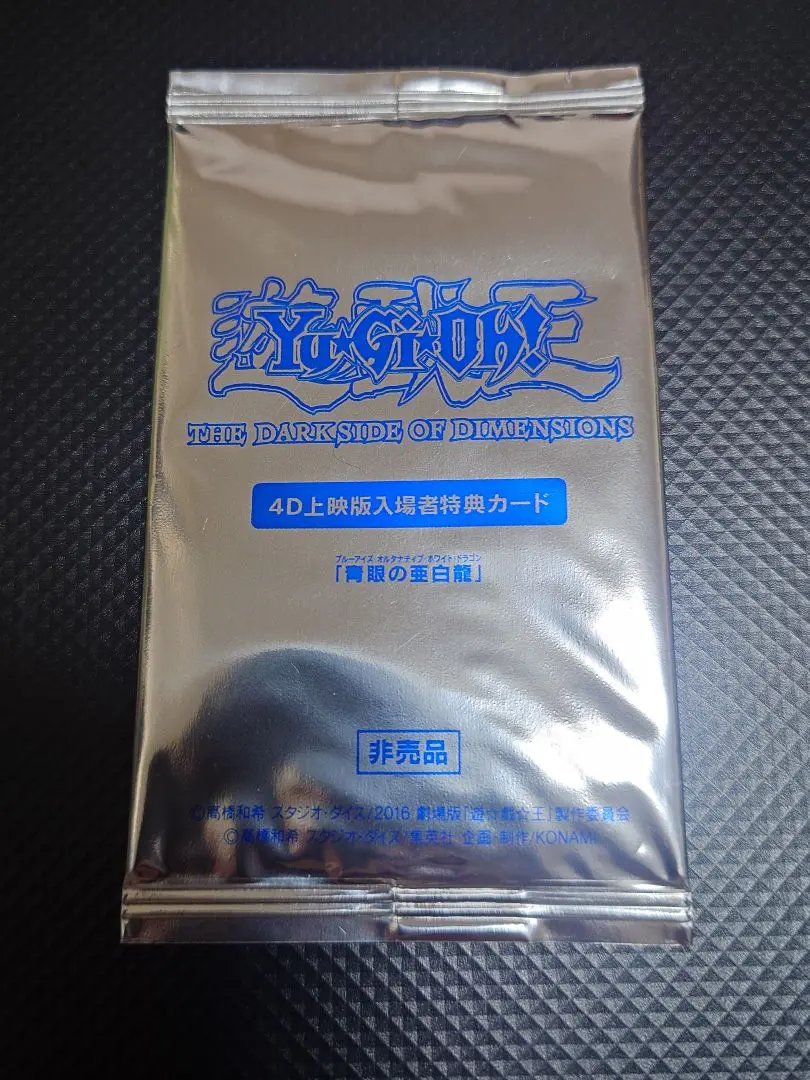 遊戯王
Yu-Gi-Oh!
THE DARK SIDE OF DIMENSIONS
4D上映版入場者特典カード
ブルーアイズ・オルタナティブ・ホワイト・ドラゴン
「青眼の亜白龍」
非売品
©高橋和希 スタジオ・ダイス/2016 劇場版「遊☆戯☆王」製作委員会
©高橋和希 スタジオ・ダイス/集英社 企画・制作/KONAMI